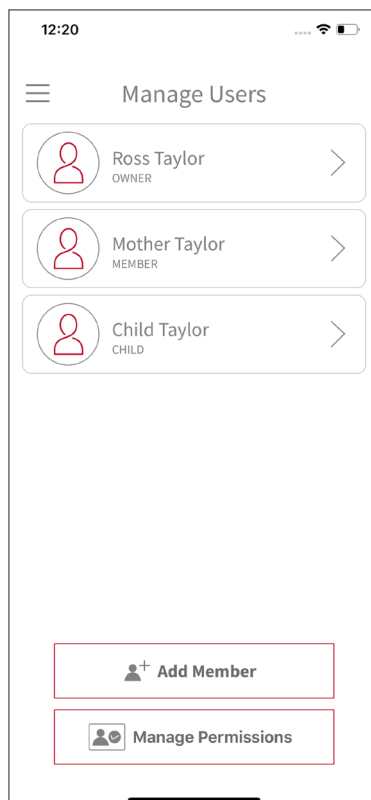 12:20
Manage Users
Ross Taylor
OWNER
Mother Taylor
MEMBER
Child Taylor
CHILD
Add Member
Manage Permissions